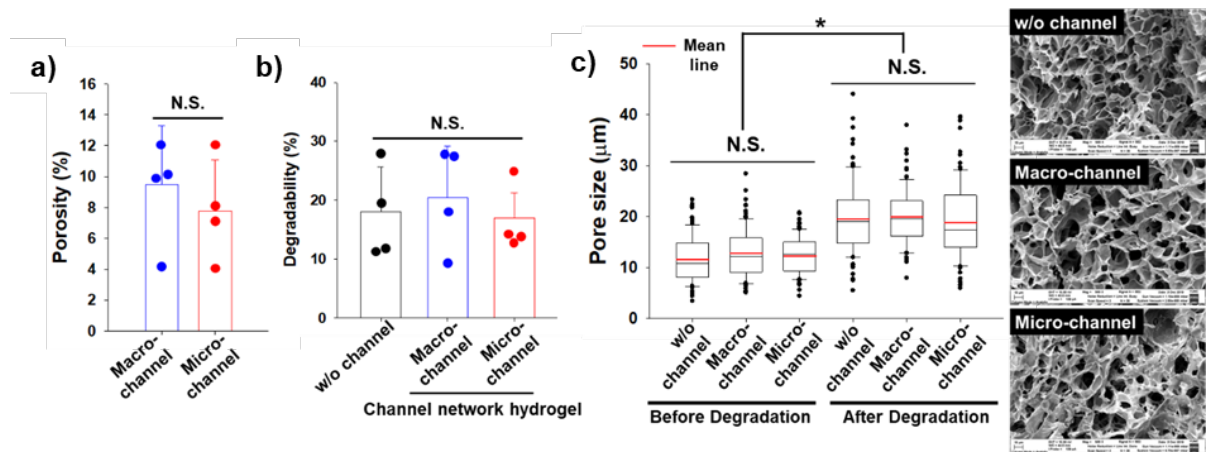 a)
Porosity (%)
16
14
12
10
8
6
4
2
0
N.S.
Macro-
channel
Micro-
channel
b)
Degradability (%)
40
30
20
10
0
N.S.
w/o channel
Macro-
channel
Micro-
channel
Channel network hydrogel
c)
Mean
line
*
Pore size (μm)
50
40
30
20
10
0
N.S.
N.S.
w/o
channel
Macro-
channel
Micro-
channel
w/o
channel
Macro-
channel
Micro-
channel
Before Degradation
After Degradation
w/o channel
Macro-channel
Micro-channel